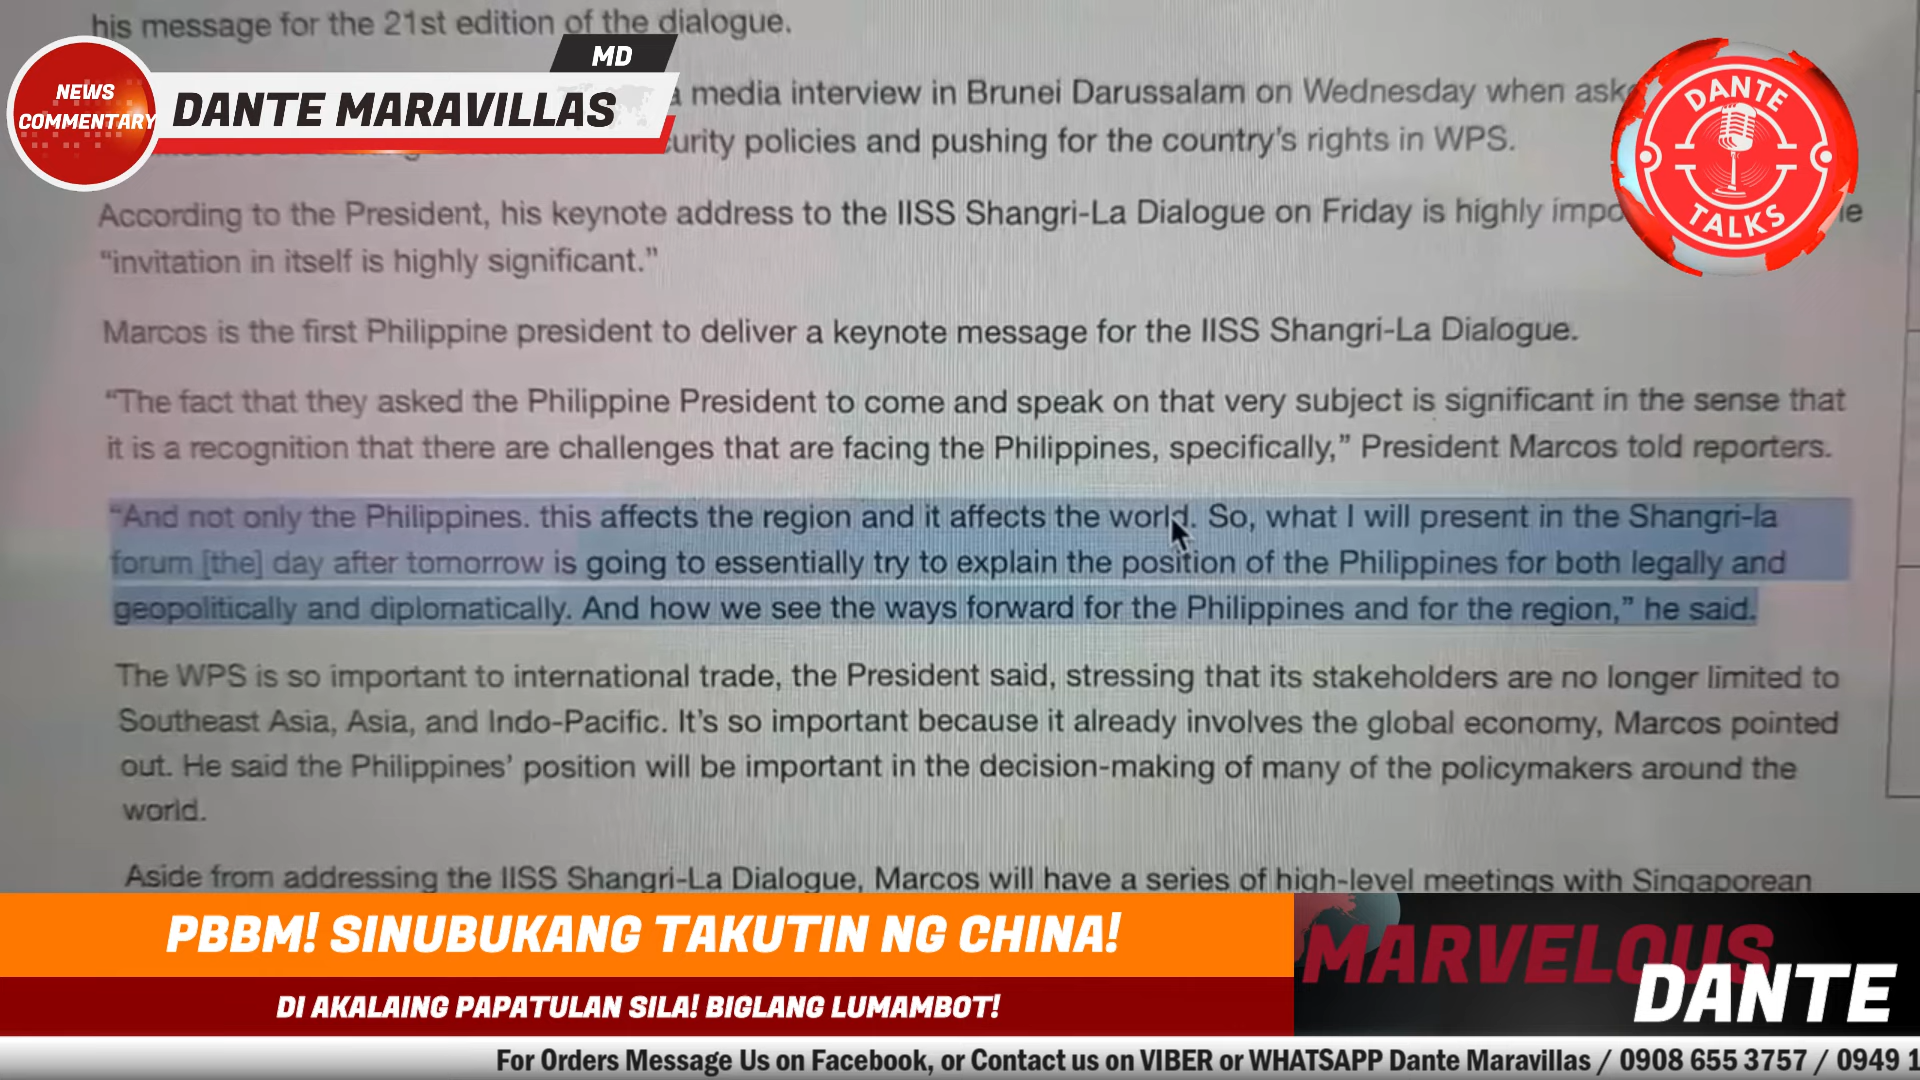 his message for the 21st edition of the dialogue.
MD
NEWS
COMMENTARY
DANTE MARAVILLAS
DANTE
TALKS
a media interview in Brunei Darussalam on Wednesday when
policies and pushing for the country's rights in WPS.
According to the President, his keynote address to the IISS Shangri-La Dialogue on Friday is highly
“invitation in itself is highly significant.”
Marcos is the first Philippine president to deliver a keynote message for the IISS Shangri-La Dialogue.
“The fact that they asked the Philippine President to come and speak on that very subject is significant in the sense that
it is a recognition that there are challenges that are facing the Philippines, specifically,” President Marcos told reporters.
“And not only the Philippines. this affects the region and it affects the world. So, what I will present in the Shangri-la
forum [the] day after tomorrow is going to essentially try to explain the position of the Philippines for both legally and
geopolitically and diplomatically. And how we see the ways forward for the Philippines and for the region,” he said.
The WPS is so important to international trade, the President said, stressing that its stakeholders are no longer limited to
Southeast Asia, Asia, and Indo-Pacific. It’s so important because it already involves the global economy, Marcos pointed
out. He said the Philippines’ position will be important in the decision-making of many of the policymakers around the
world.
Aside from addressing the IISS Shangri-La Dialogue, Marcos will have a series of high-level meetings with Singaporean
PBBM! SINUBUKANG TAKUTIN NG CHINA!
DI AKALAING PAPATULAN SILA! BIGLANG LUMAMBOT!
MARVELOUS
DANTE
For Orders Message Us on Facebook, or Contact us on VIBER or WHATSAPP Dante Maravillas / 0908 655 3757 / 0949 1